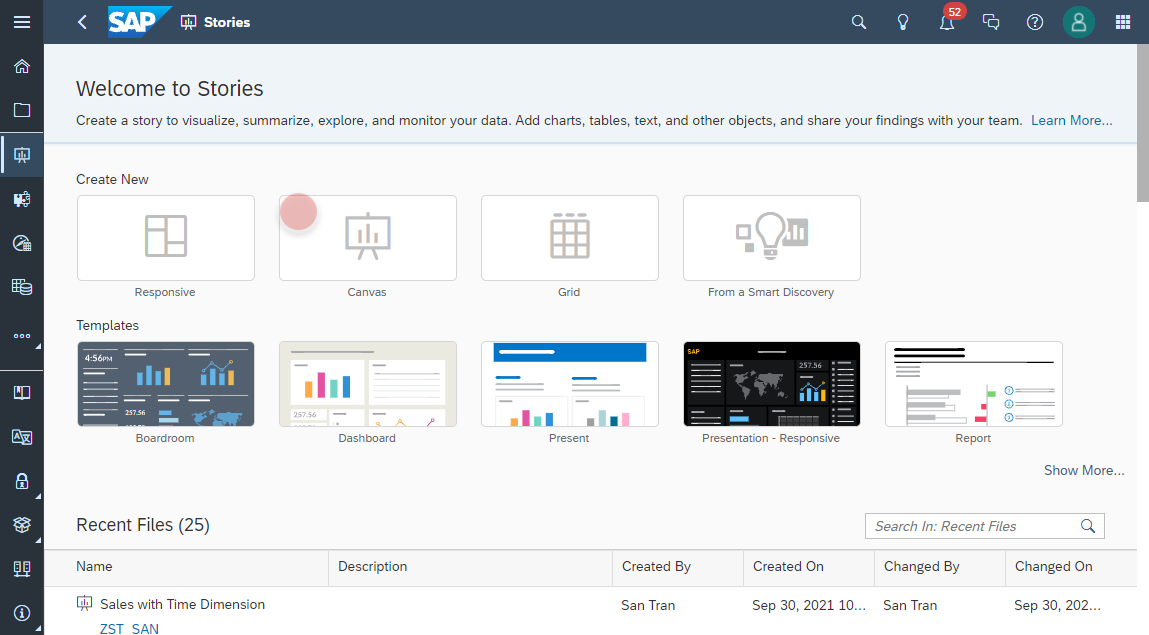 SAP Stories 52
Welcome to Stories
Create a story to visualize, summarize, explore, and monitor your data. Add charts, tables, text, and other objects, and share your findings with your team. Learn More...
Create New
Responsive Canvas Grid From a Smart Discovery
Templates
4:56PM
257.56
257.56
SAP
257.56
Boardroom Dashboard Present Presentation - Responsive Report
Show More...
Recent Files (25) Search In: Recent Files
Name Description Created By Created On Changed By Changed On
Sales with Time Dimension San Tran Sep 30, 2021 10... San Tran Sep 30, 202...
ZST_SAN